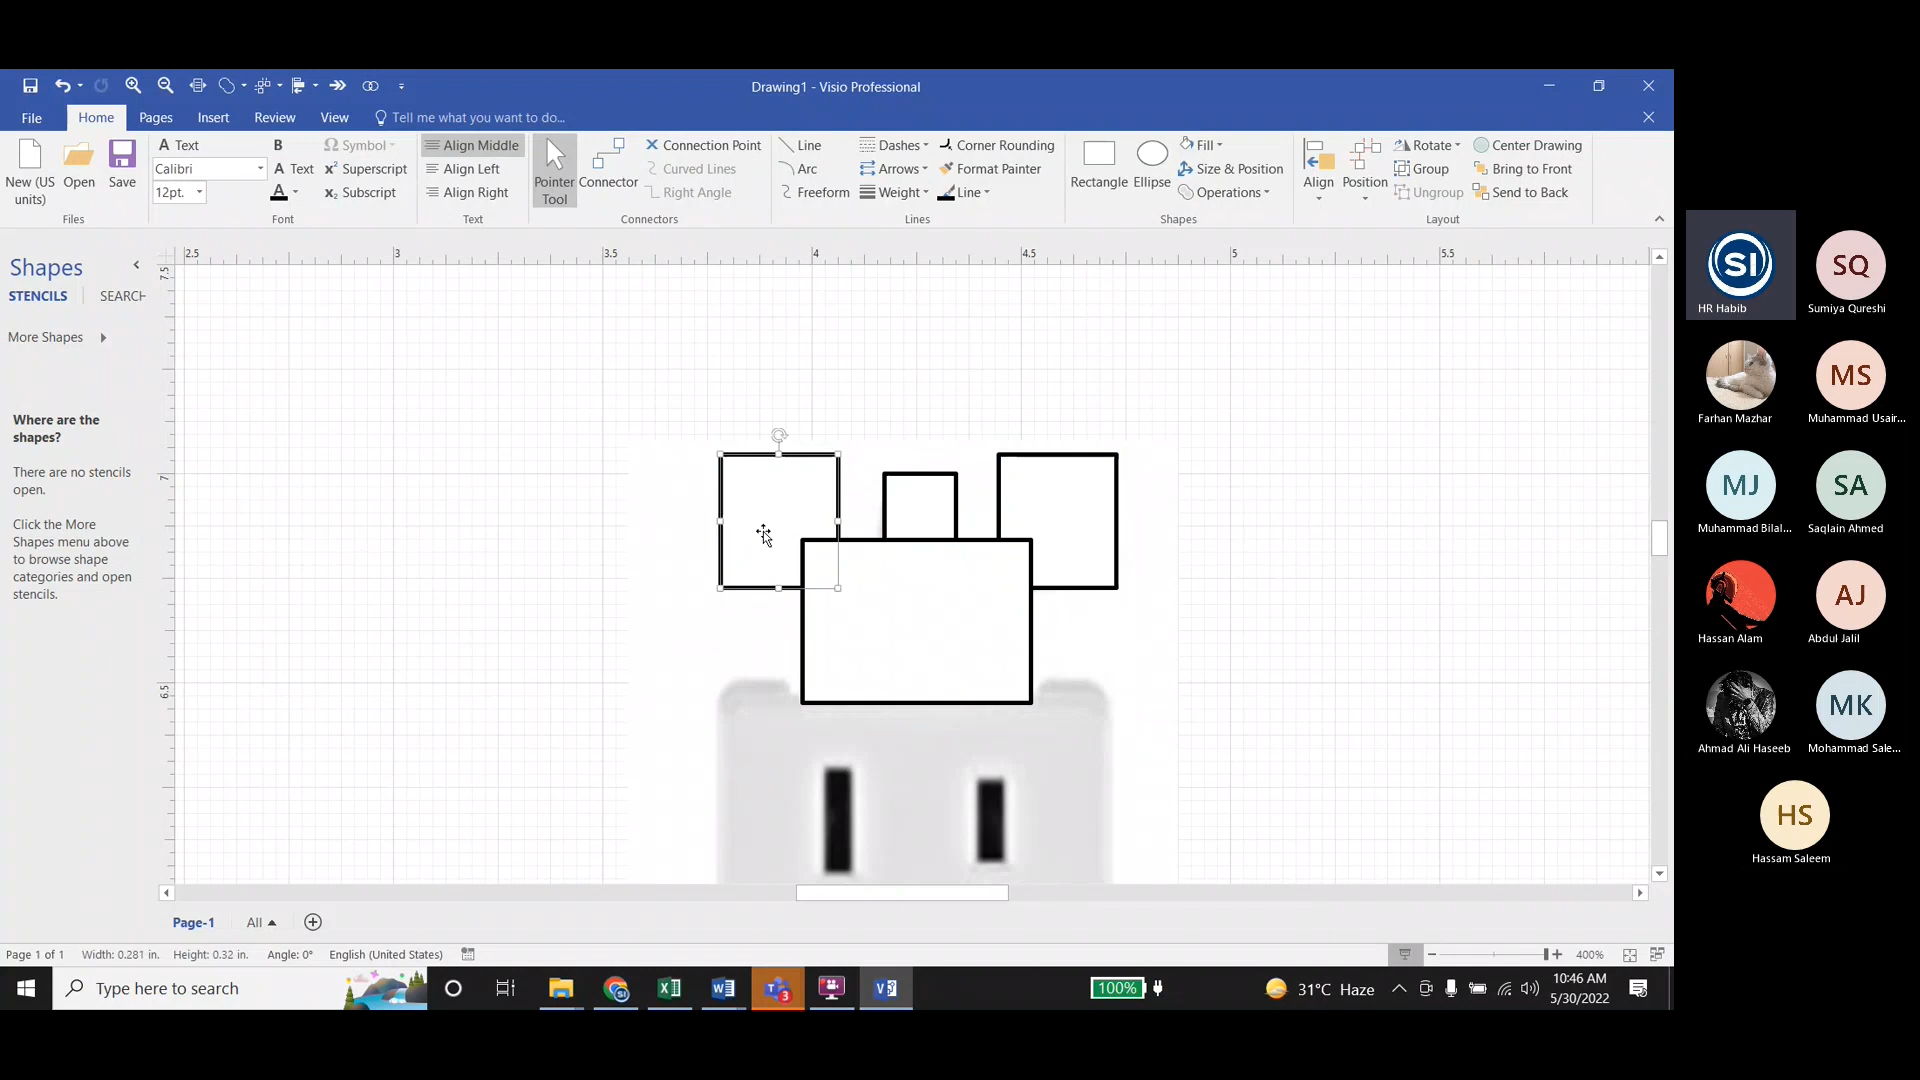 Drawing1 - Visio Professional
File Home Pages Insert Review View Tell me what you want to do...
New (US units)
Open
Save
Files
Text
Calibri
12pt.
B
Text
A
Symbol
Superscript
Subscript
Font
Align Middle
Align Left
Align Right
Text
Pointer Tool
Connector
Connection Point
Curved Lines
Right Angle
Connectors
Line
Arc
Freeform
Dashes
Arrows
Weight
Corner Rounding
Format Painter
Line
Lines
Rectangle
Ellipse
Fill
Size & Position
Operations
Shapes
Align
Position
Rotate
Group
Ungroup
Center Drawing
Bring to Front
Send to Back
Layout
Shapes
STENCILS SEARCH
More Shapes
Where are the
shapes?
There are no stencils
open.
Click the More
Shapes menu above
to browse shape
categories and open
stencils.
2.5 3 3.5 4 4.5 5 5.5
7.5
7
6.5
Page-1 All
Page 1 of 1 Width: 0.281 in. Height: 0.32 in. Angle: 0° English (United States) 400%
Type here to search
3
100%
31°C Haze
10:46 AM
5/30/2022
SI
HR Habib
SQ
Sumiya Qureshi
Farhan Mazhar
MS
Muhammad Usair...
MJ
Muhammad Bilal...
SA
Saqlain Ahmed
Hassan Alam
AJ
Abdul Jalil
Ahmad Ali Haseeb
MK
Mohammad Sale...
HS
Hassam Saleem